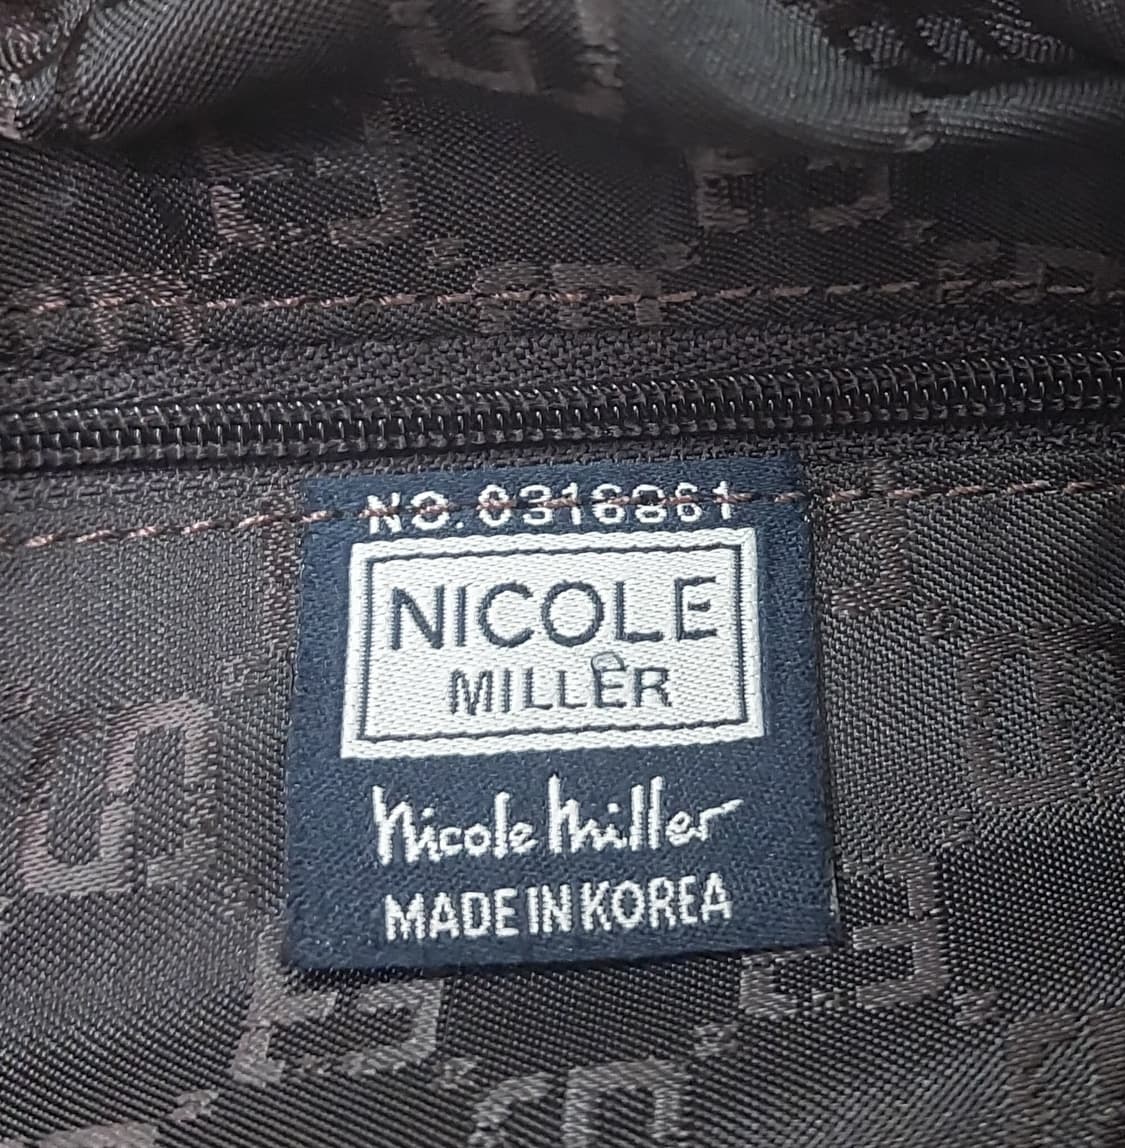 NO. 0316861
NICOLE
MILLER
Nicole Miller
MADE IN KOREA